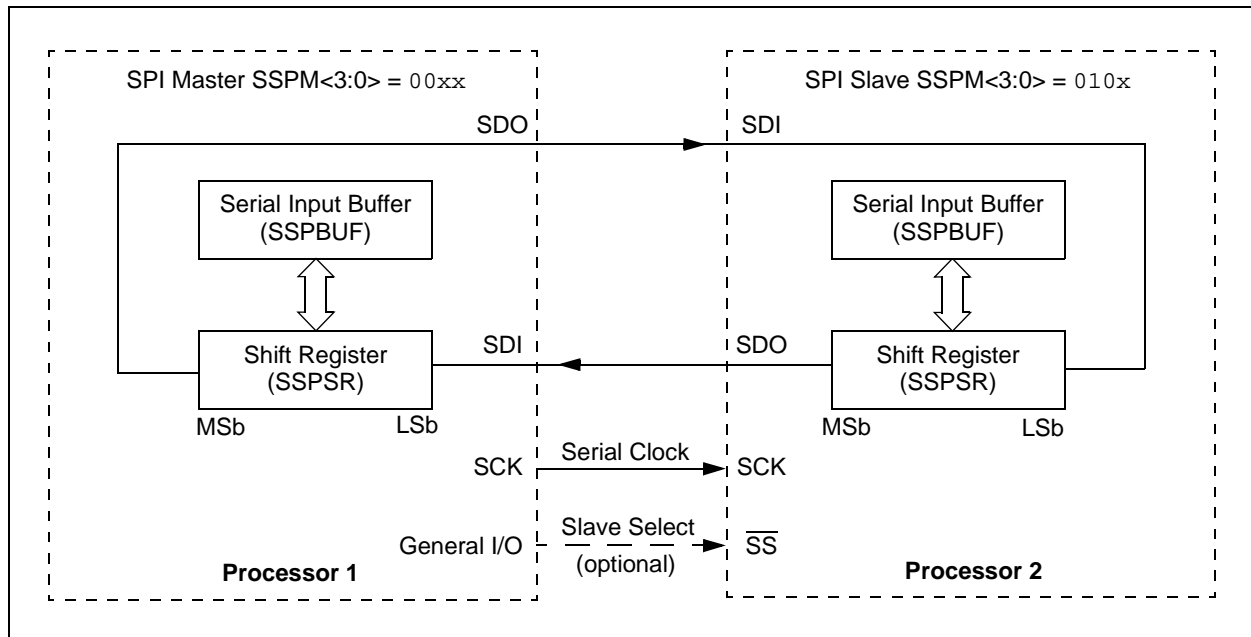 SPI Master SSPM<3:0> = 00xx
SDO
Serial Input Buffer
(SSPBUF)
Shift Register
(SSPSR)
MSb
LSb
SDI
SCK
General I/O
Processor 1
Serial Clock
Slave Select
(optional)
SPI Slave SSPM<3:0> = 010x
SDI
Serial Input Buffer
(SSPBUF)
SDO
Shift Register
(SSPSR)
MSb
LSb
SCK
S̅S̅
Processor 2